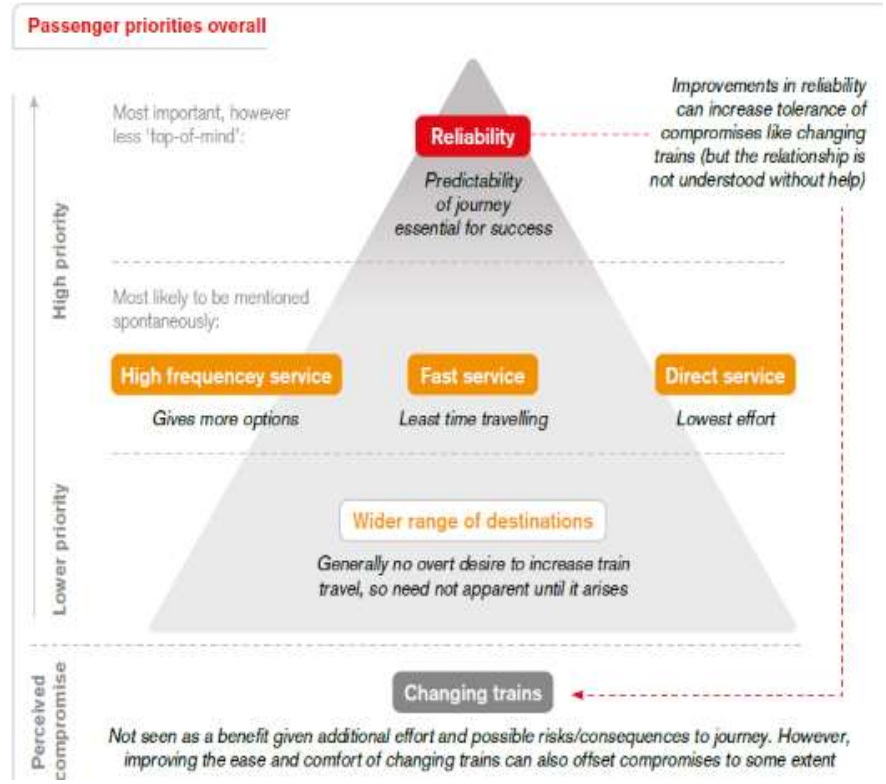 Passenger priorities overall
Most important, however
less 'top-of-mind':
Reliability
Predictability
of journey
essential for success
Improvements in reliability
can increase tolerance of
compromises like changing
trains (but the relationship is
not understood without help)
High priority
Most likely to be mentioned
spontaneously:
High frequencey service
Gives more options
Fast service
Least time travelling
Direct service
Lowest effort
Lower priority
Wider range of destinations
Generally no overt desire to increase train
travel, so need not apparent until it arises
Perceived
compromise
Changing trains
Not seen as a benefit given additional effort and possible risks/consequences to journey. However,
improving the ease and comfort of changing trains can also offset compromises to some extent